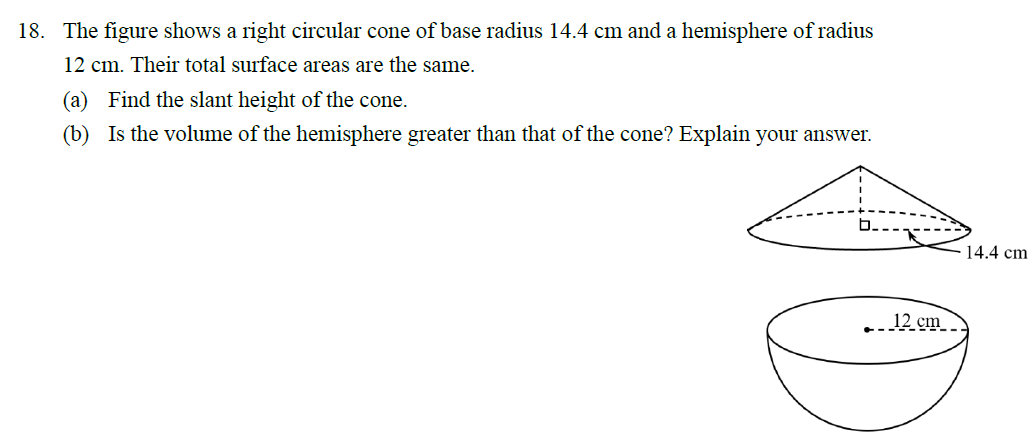 18. The figure shows a right circular cone of base radius 14.4 cm and a hemisphere of radius
12 cm. Their total surface areas are the same.
(a) Find the slant height of the cone.
(b) Is the volume of the hemisphere greater than that of the cone? Explain your answer.
14.4 cm
12 cm